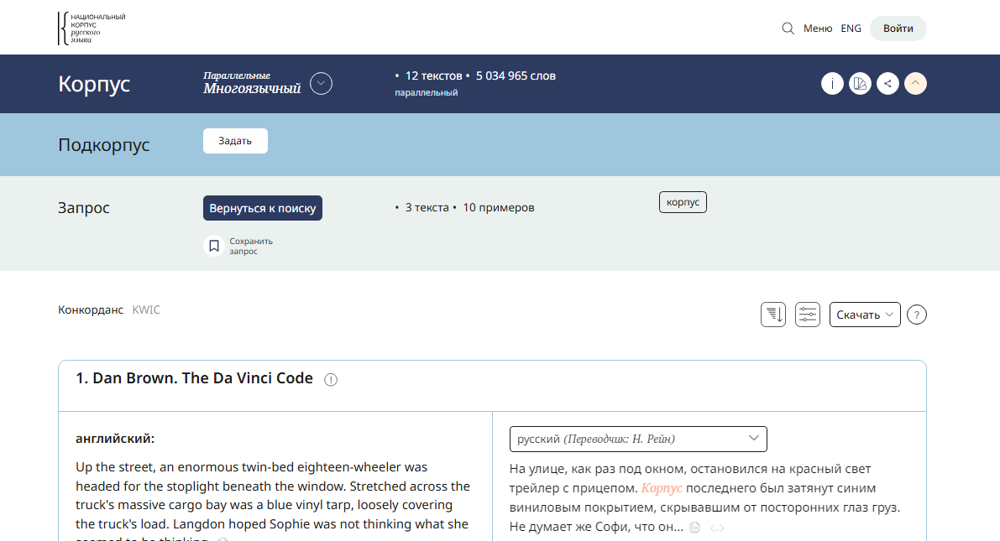 НАЦИОНАЛЬНЫЙ
КОРПУС
русского
языка
Меню ENG Войти
Корпус
Параллельные
Многоязычный
• 12 текстов • 5 034 965 слов
параллельный
Подкорпус
Задать
Запрос
Вернуться к поиску
• 3 текста • 10 примеров
корпус
Сохранить
запрос
Конкорданс KWIC
Скачать
?
1. Dan Brown. The Da Vinci Code
английский:
Up the street, an enormous twin-bed eighteen-wheeler was
headed for the stoplight beneath the window. Stretched across the
truck's massive cargo bay was a blue vinyl tarp, loosely covering
the truck's load. Langdon hoped Sophie was not thinking what she
seemed to be thinking.
русский (Переводчик: Н. Рейн)
На улице, как раз под окном, остановился на красный свет
трейлер с прицепом. Корпус последнего был затянут синим
виниловым покрытием, скрывавшим от посторонних глаз груз.
Не думает же Софи, что он...